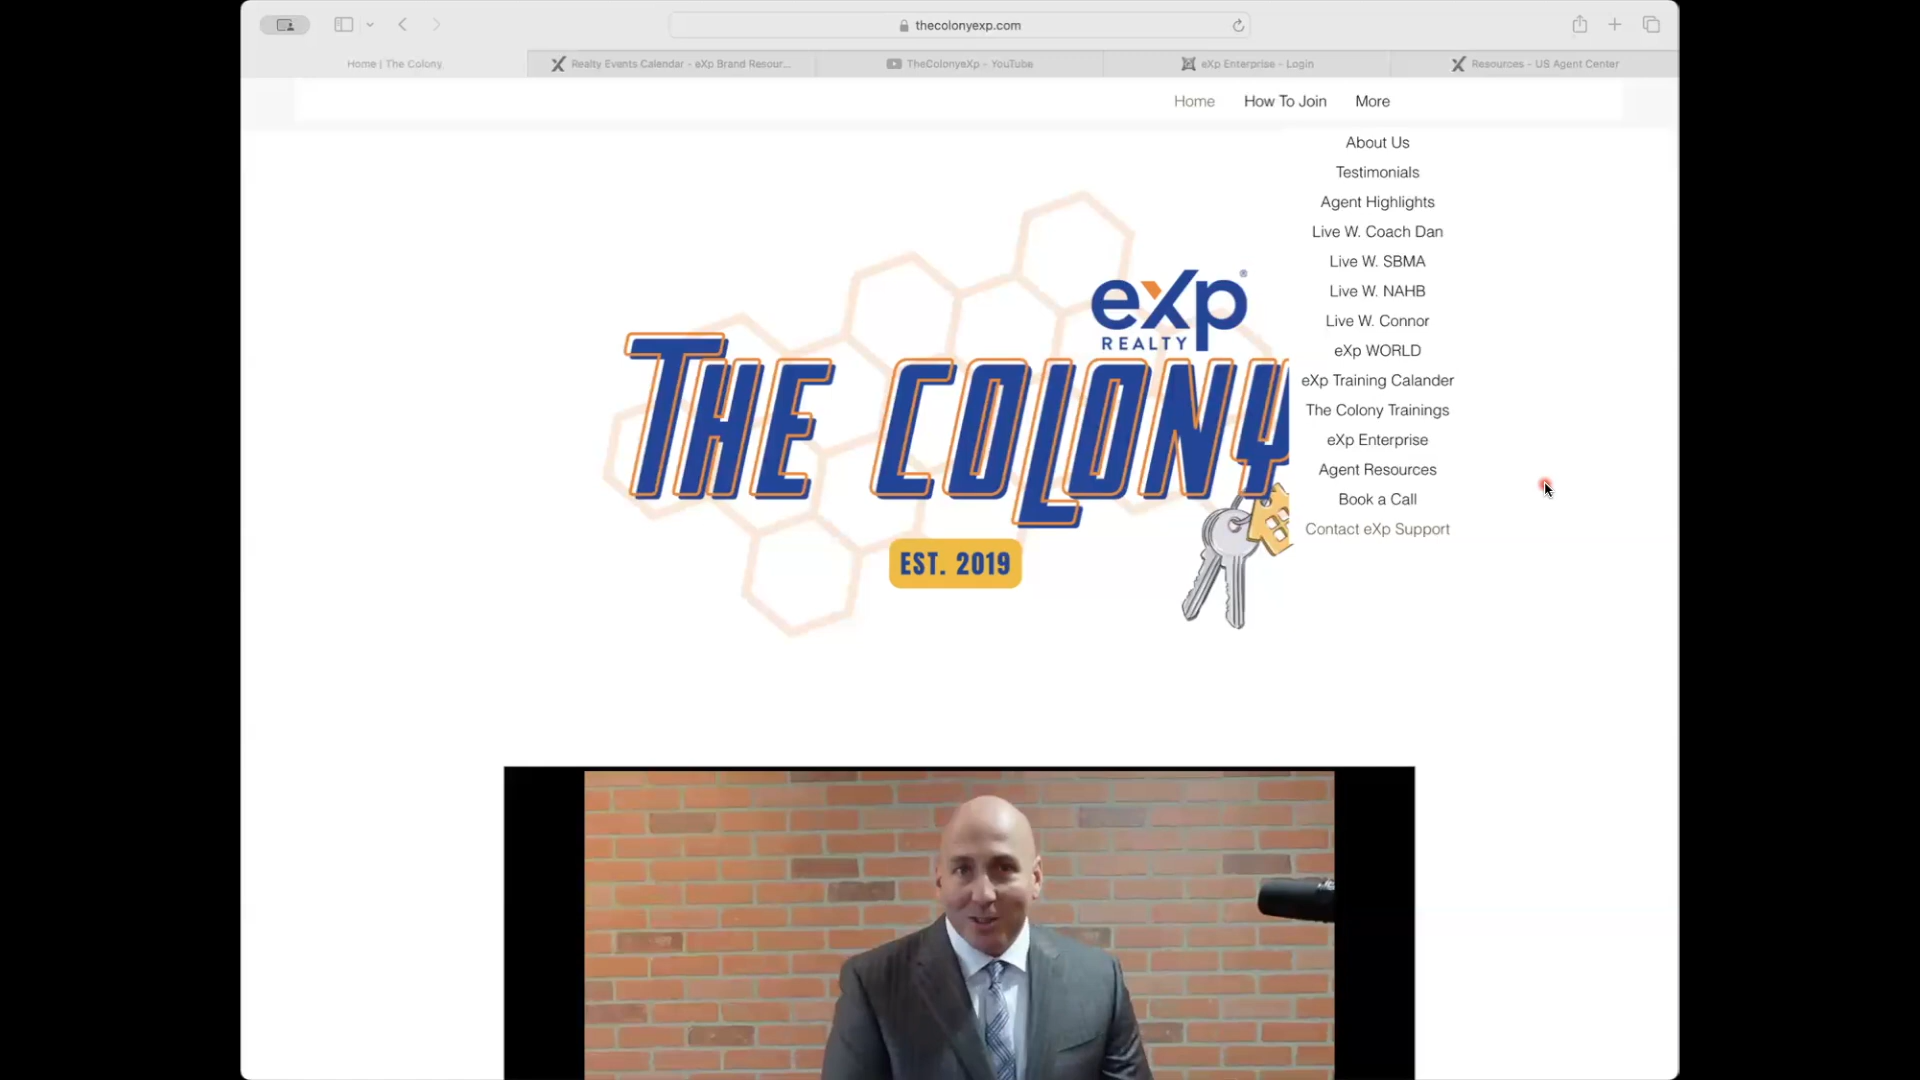 thecolonyexp.com
Home | The Colony
Realty Events Calendar - eXp Brand Resour...
TheColonyeXp - YouTube
eXp Enterprise - Login
Resources - US Agent Center
Home
How To Join
More
About Us
Testimonials
Agent Highlights
Live W. Coach Dan
Live W. SBMA
Live W. NAHB
Live W. Connor
eXp WORLD
eXp Training Calander
The Colony Trainings
eXp Enterprise
Agent Resources
Book a Call
Contact eXp Support
eXp®
REALTY
THE COLONY
EST. 2019